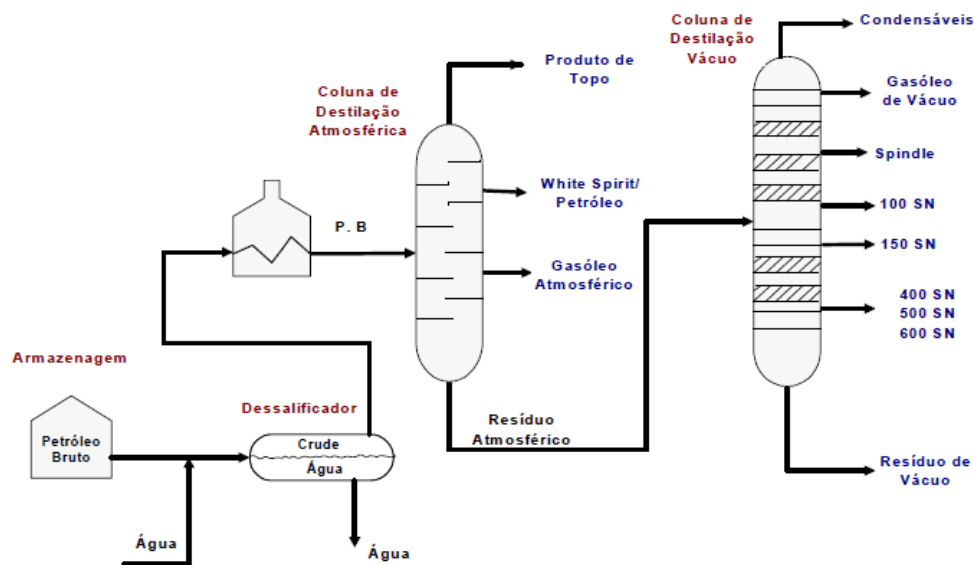 Coluna de
Destilação
Vácuo
Condensáveis
Produto de
Topo
Gasóleo
de Vácuo
Coluna de
Destilação
Atmosférica
Spindle
White Spirit/
Petróleo
100 SN
P. B
150 SN
Gasóleo
Atmosférico
400 SN
500 SN
600 SN
Armazenagem
Dessalificador
Resíduo
Atmosférico
Petróleo
Bruto
Crude
Água
Resíduo de
Vácuo
Água
Água